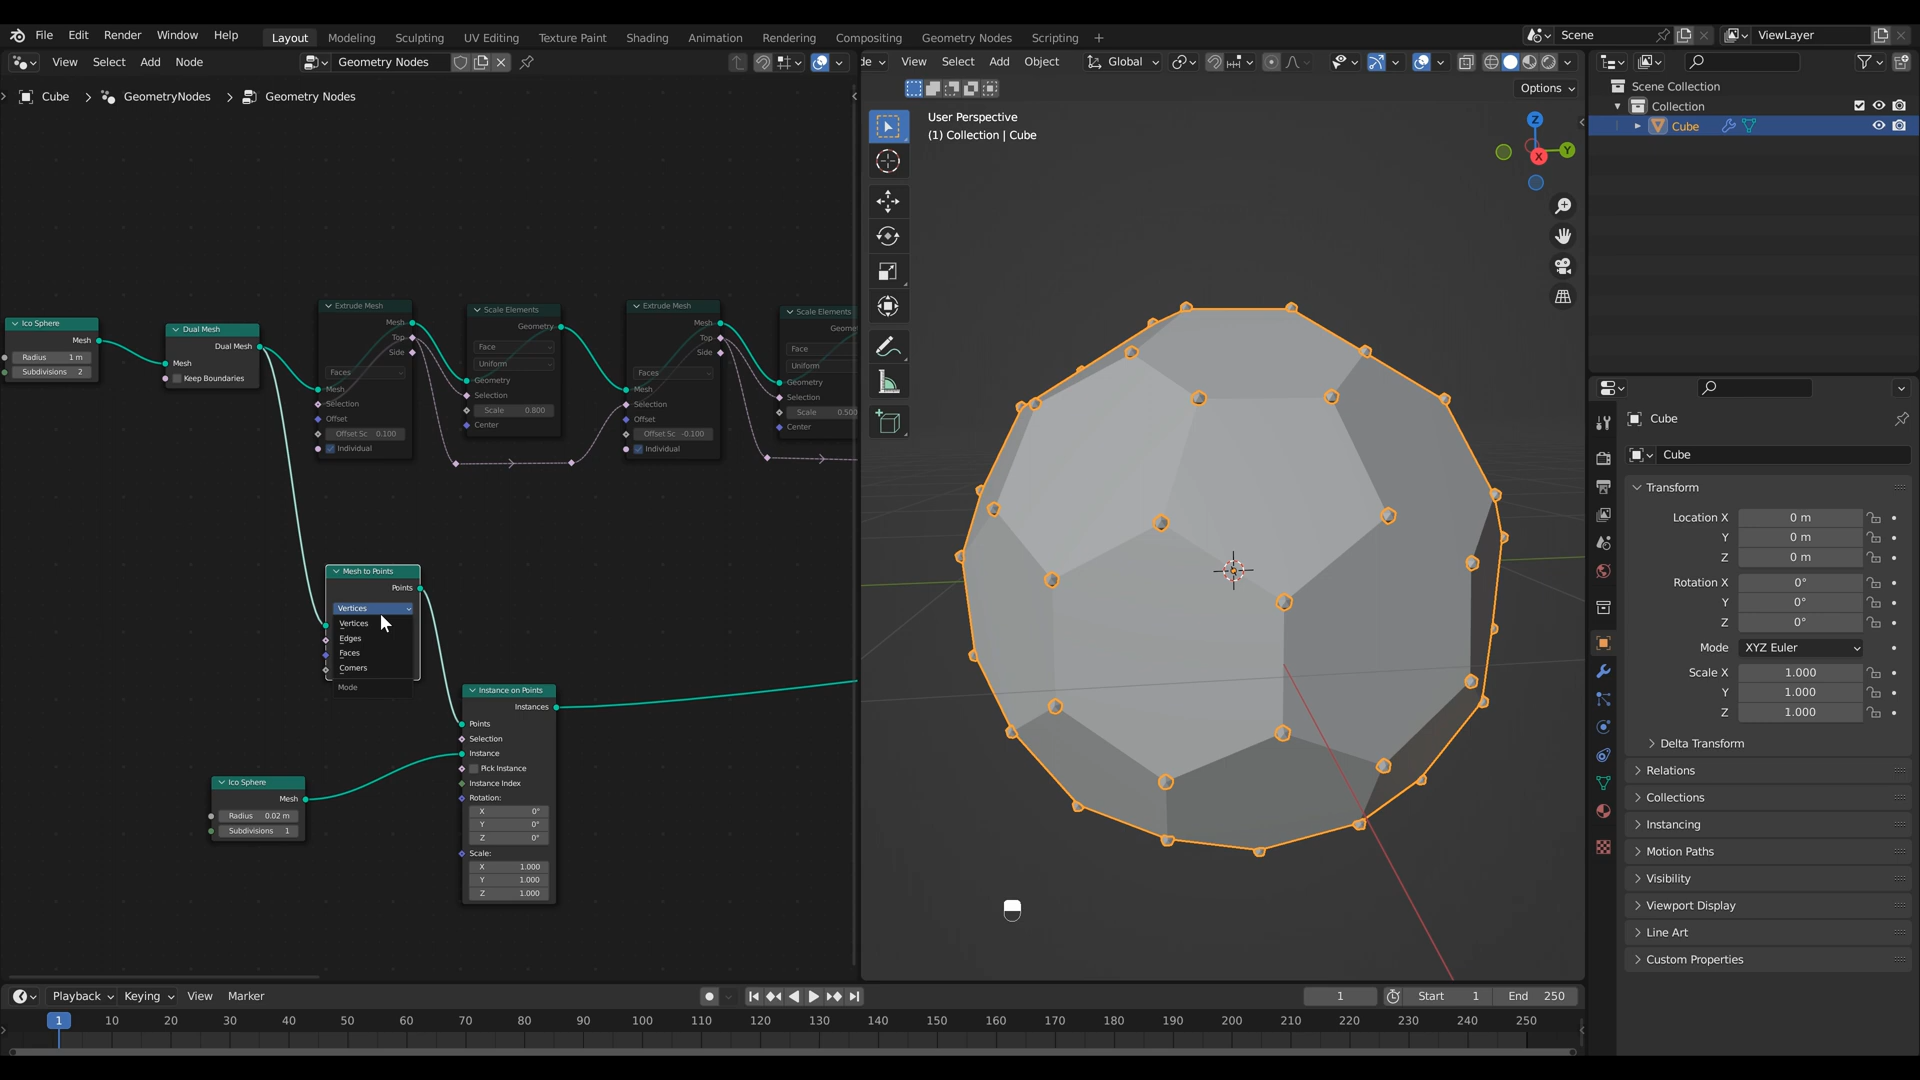 File Edit Render Window Help Layout Modeling Sculpting UV Editing Texture Paint Shading Animation Rendering Compositing Geometry Nodes Scripting + Scene ViewLayer
View Select Add Node Geometry Nodes
de View Select Add Object Global
Options
Cube > GeometryNodes > Geometry Nodes
User Perspective
(1) Collection | Cube
Z
Y
X
Scene Collection
Collection
Cube
Ico Sphere
Mesh
Radius 1 m
Subdivisions 2
Dual Mesh
Dual Mesh
Mesh
Keep Boundaries
Extrude Mesh
Mesh
Top
Side
Faces
Mesh
Selection
Offset
Offset Sc 0.100
Individual
Scale Elements
Geometry
Face
Uniform
Geometry
Selection
Scale 0.800
Center
Extrude Mesh
Mesh
Top
Side
Faces
Mesh
Selection
Offset
Offset Sc -0.100
Individual
Scale Elements
Geome
Face
Uniform
Geometry
Selection
Scale 0.500
Center
Mesh to Points
Points
Vertices
Vertices
Edges
Faces
Corners
Mode
Instance on Points
Instances
Points
Selection
Instance
Pick Instance
Instance Index
Rotation:
X 0°
Y 0°
Z 0°
Scale:
X 1.000
Y 1.000
Z 1.000
Ico Sphere
Mesh
Radius 0.02 m
Subdivisions 1
Cube
Cube
Transform
Location X 0 m
Y 0 m
Z 0 m
Rotation X 0°
Y 0°
Z 0°
Mode XYZ Euler
Scale X 1.000
Y 1.000
Z 1.000
Delta Transform
Relations
Collections
Instancing
Motion Paths
Visibility
Viewport Display
Line Art
Custom Properties
Playback Keying View Marker 1 Start 1 End 250
1 10 20 30 40 50 60 70 80 90 100 110 120 130 140 150 160 170 180 190 200 210 220 230 240 250